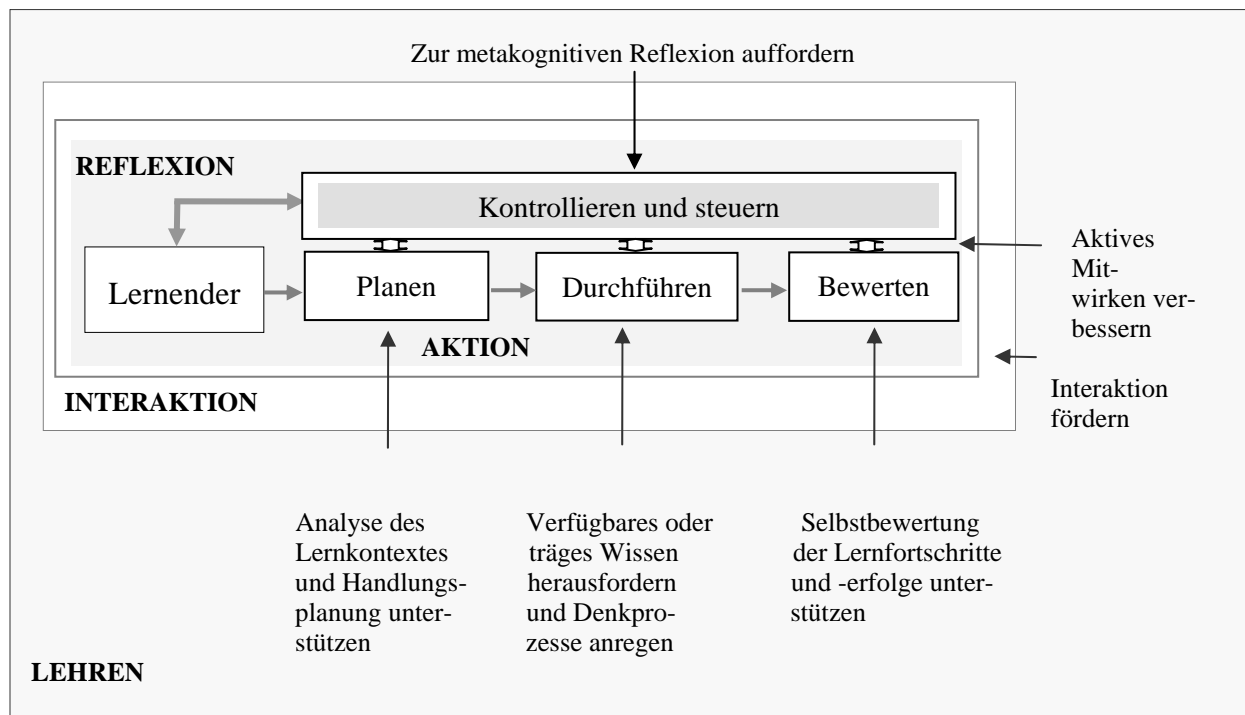 Zur metakognitiven Reflexion auffordern
REFLEXION
Kontrollieren und steuern
Lernender
Planen
Durchführen
Bewerten
AKTION
INTERAKTION
Aktives
Mit-
wirken ver-
bessern
Interaktion
fördern
Analyse des
Lernkontextes
und Handlungs-
planung unter-
stützen
Verfügbares oder
träges Wissen
herausfordern
und Denkpro-
zesse anregen
Selbstbewertung
der Lernfortschritte
und -erfolge unter-
stützen
LEHREN